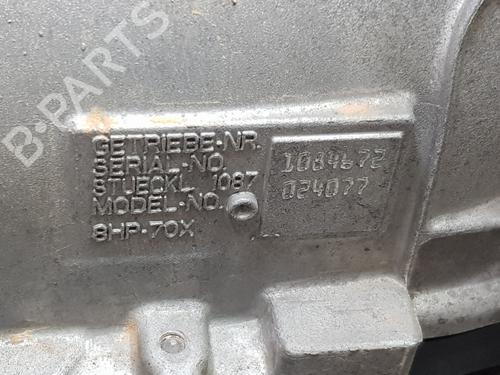 B-PARTS
GETRIEBE-NR.
SERIAL-NO. 1084672
STUECKL. 1087 024077
MODEL-NO.
8HP-70X